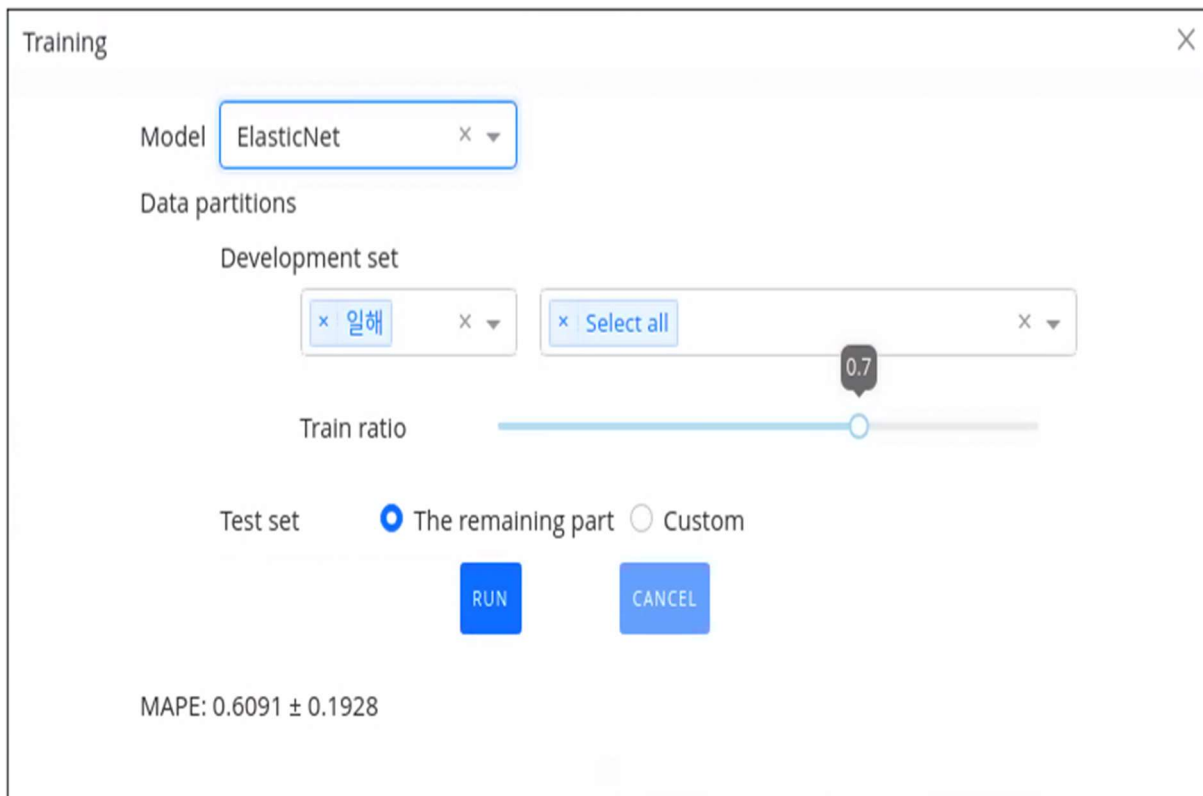 Training
Model ElasticNet
Data partitions
Development set
일해 Select all
0.7
Train ratio
Test set The remaining part Custom
RUN CANCEL
MAPE: 0.6091 ± 0.1928